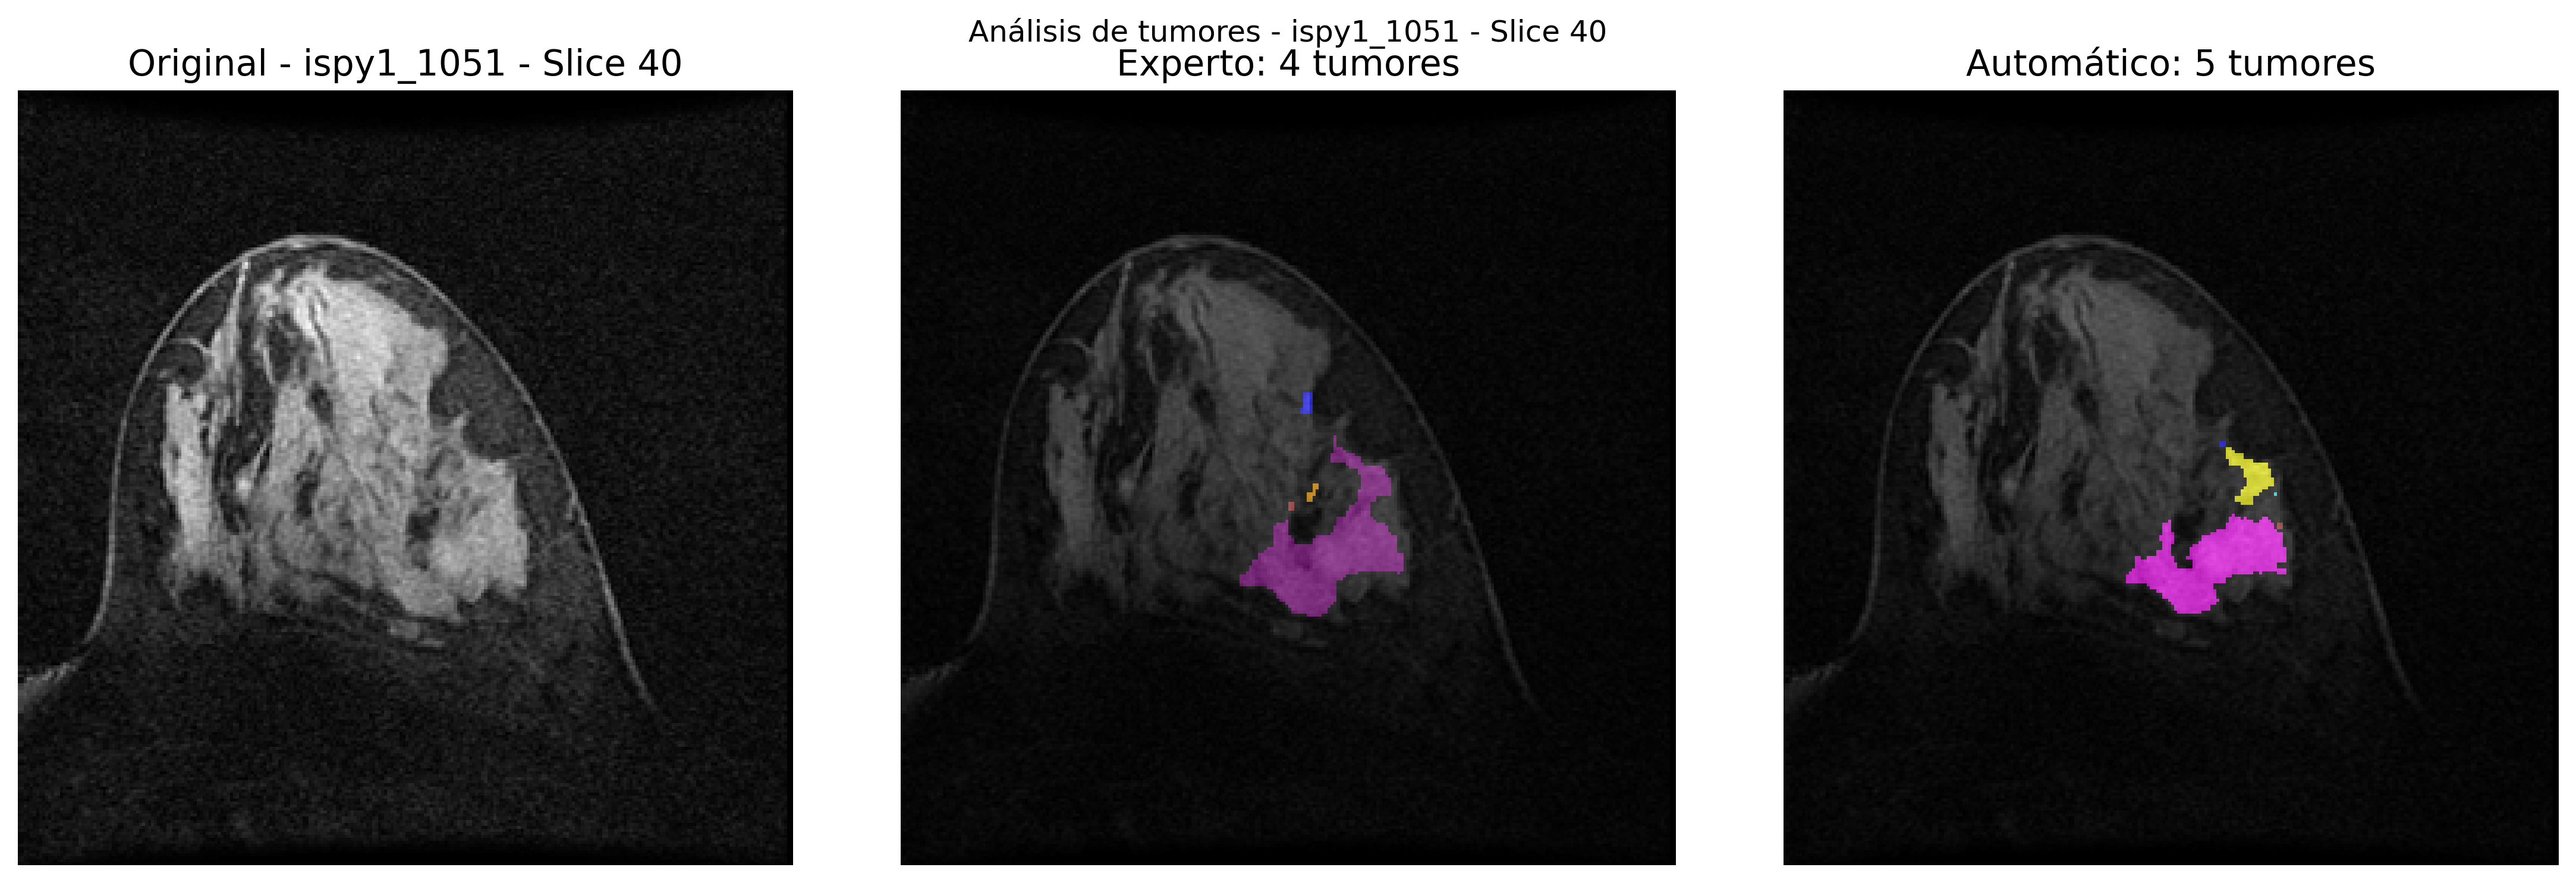 Análisis de tumores - ispy1_1051 - Slice 40
Original - ispy1_1051 - Slice 40
Experto: 4 tumores
Automático: 5 tumores